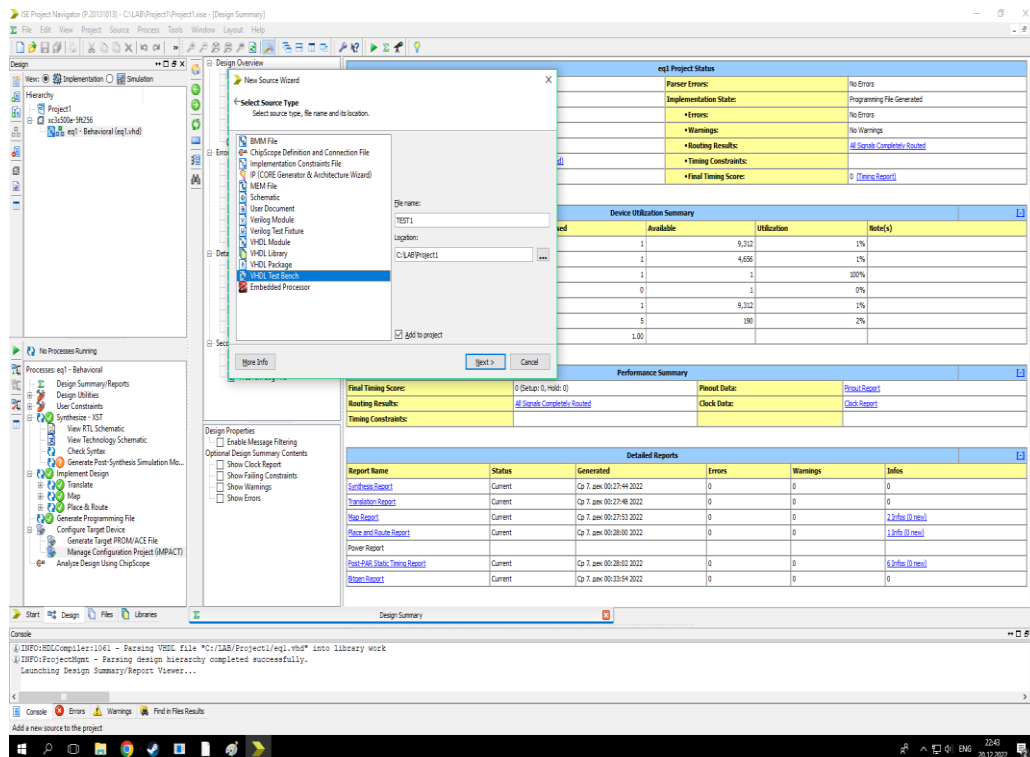 ISE Project Navigator (P.20131013) - C:\LAB\Project1\Project1.xise - [Design Summary]
File Edit View Project Source Process Tools Window Layout Help
Design
View: Implementation Simulation
Hierarchy
Project1
xc3s500e-5ft256
eq1 - Behavioral (eq1.vhd)
No Processes Running
Processes: eq1 - Behavioral
Design Summary/Reports
Design Utilities
User Constraints
Synthesize - XST
View RTL Schematic
View Technology Schematic
Check Syntax
Generate Post-Synthesis Simulation Mo...
Implement Design
Translate
Map
Place & Route
Generate Programming File
Configure Target Device
Generate Target PROM/ACE File
Manage Configuration Project (iMPACT)
Analyze Design Using ChipScope
Start Design Files Libraries
Design Overview
Design Properties
Enable Message Filtering
Optional Design Summary Contents
Show Clock Report
Show Failing Constraints
Show Warnings
Show Errors
New Source Wizard
Select Source Type
Select source type, file name and its location.
BMM File
ChipScope Definition and Connection File
Implementation Constraints File
IP (CORE Generator & Architecture Wizard)
MEM File
Schematic
User Document
Verilog Module
Verilog Test Fixture
VHDL Module
VHDL Library
VHDL Package
VHDL Test Bench
Embedded Processor
File name:
TEST1
Location:
C:\LAB\Project1
...
Add to project
More Info Next > Cancel
eq1 Project Status
Parser Errors: No Errors
Implementation State: Programming File Generated
•Errors: No Errors
•Warnings: No Warnings
•Routing Results: All Signals Completely Routed
•Timing Constraints:
•Final Timing Score: 0 (Timing Report)
Device Utilization Summary [-]
Available Utilization Note(s)
1 9,312 1%
1 4,656 1%
1 1 100%
0 1 0%
1 9,312 1%
5 190 2%
1.00
Performance Summary [-]
Final Timing Score: 0 (Setup: 0, Hold: 0) Pinout Data: Pinout Report
Routing Results: All Signals Completely Routed Clock Data: Clock Report
Timing Constraints:
Detailed Reports [-]
Report Name Status Generated Errors Warnings Infos
Synthesis Report Current Ср 7. дек 00:27:44 2022 0 0 0
Translation Report Current Ср 7. дек 00:27:48 2022 0 0 0
Map Report Current Ср 7. дек 00:27:53 2022 0 0 2 Infos (0 new)
Place and Route Report Current Ср 7. дек 00:28:00 2022 0 0 1 Info (0 new)
Power Report
Post-PAR Static Timing Report Current Ср 7. дек 00:28:02 2022 0 0 6 Infos (0 new)
Bitgen Report Current Ср 7. дек 00:33:54 2022 0 0 0
Design Summary
Console
INFO:HDLCompiler:1061 - Parsing VHDL file "C:/LAB/Project1/eq1.vhd" into library work
INFO:ProjectMgmt - Parsing design hierarchy completed successfully.
Launching Design Summary/Report Viewer...
Console Errors Warnings Find in Files Results
Add a new source to the project
ENG
22:43
20.12.2022